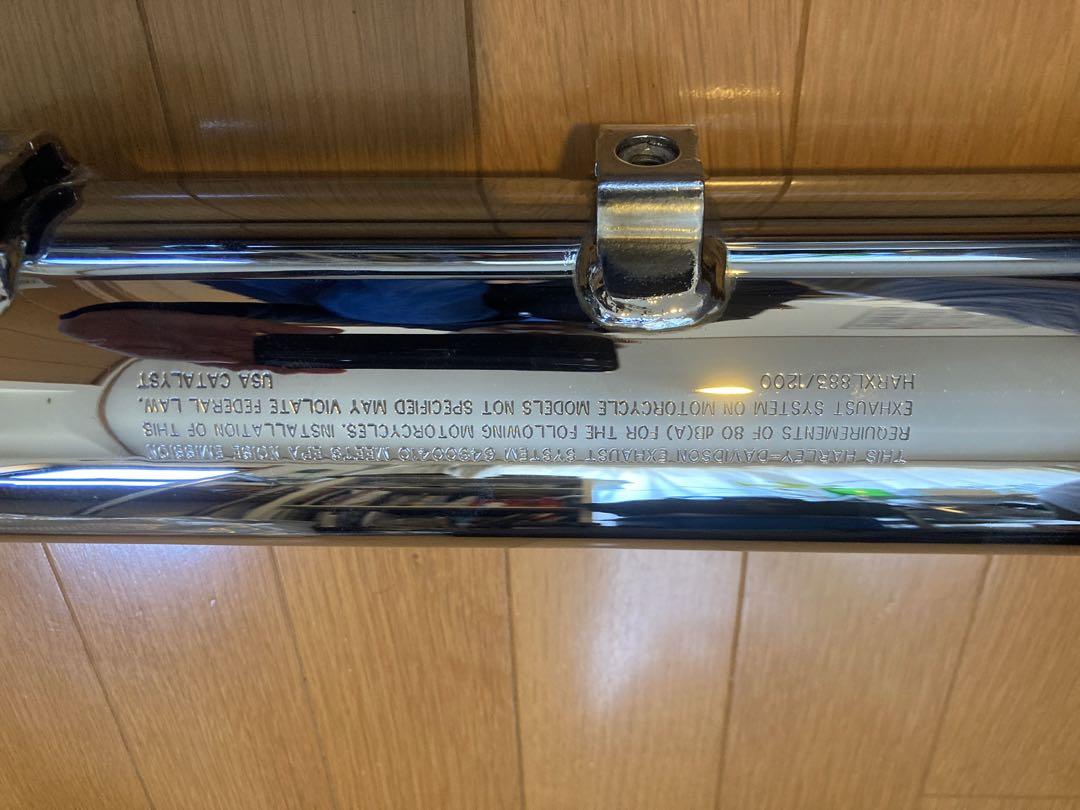 THIS HARLEY-DAVIDSON EXHAUST SYSTEM 64900410 MEETS EPA NOISE EMISSION
REQUIREMENTS OF 80 dB(A) FOR THE FOLLOWING MOTORCYCLES. INSTALLATION OF THIS
EXHAUST SYSTEM ON MOTORCYCLE MODELS NOT SPECIFIED MAY VIOLATE FEDERAL LAW.
HARXL883/1200 USA CATALYST